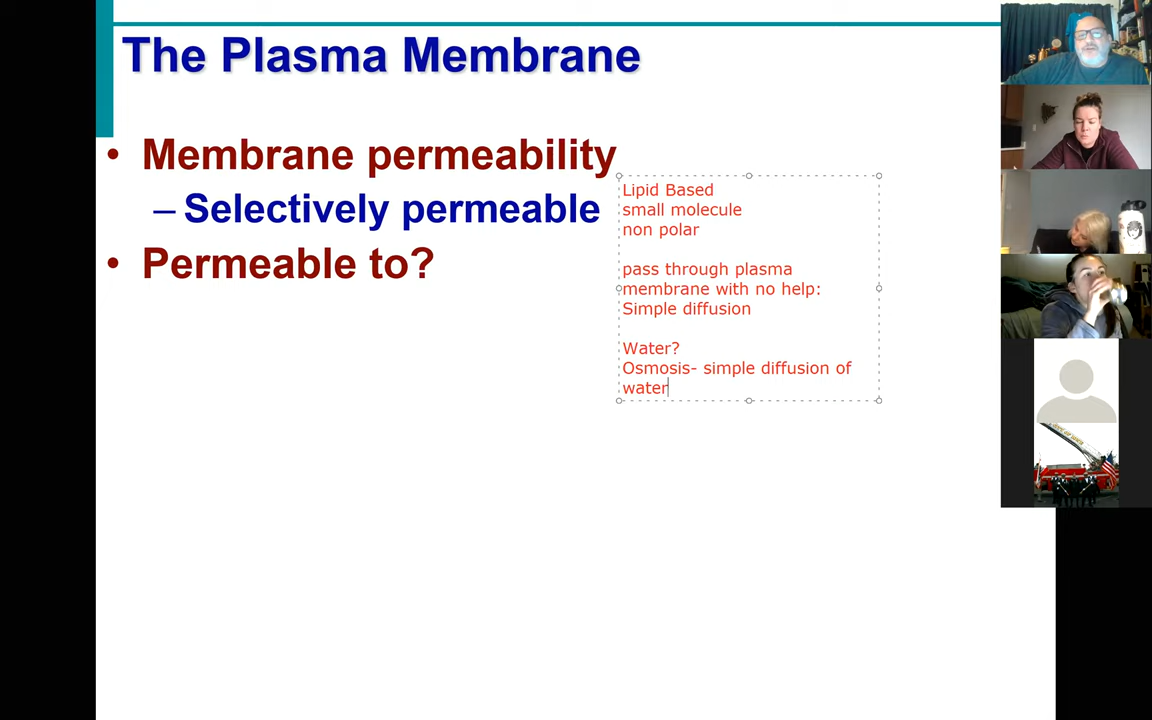 The Plasma Membrane
• Membrane permeability
– Selectively permeable
• Permeable to?
Lipid Based
small molecule
non polar
pass through plasma
membrane with no help:
Simple diffusion
Water?
Osmosis- simple diffusion of
water